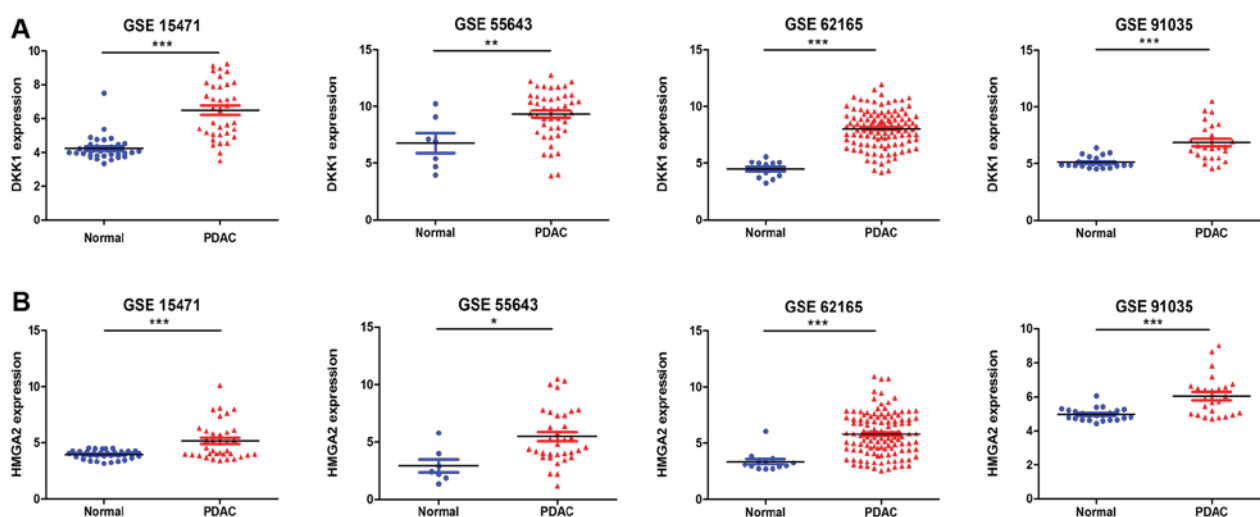 A
GSE 15471
***
DKK1 expression
10
8
6
4
2
0
Normal
PDAC
GSE 55643
**
DKK1 expression
15
10
5
0
Normal
PDAC
GSE 62165
***
DKK1 expression
15
10
5
0
Normal
PDAC
GSE 91035
***
DKK1 expression
15
10
5
0
Normal
PDAC
B
GSE 15471
***
HMGA2 expression
15
10
5
0
Normal
PDAC
GSE 55643
*
HMGA2 expression
15
10
5
0
Normal
PDAC
GSE 62165
***
HMGA2 expression
15
10
5
0
Normal
PDAC
GSE 91035
***
HMGA2 expression
10
8
6
4
2
0
Normal
PDAC